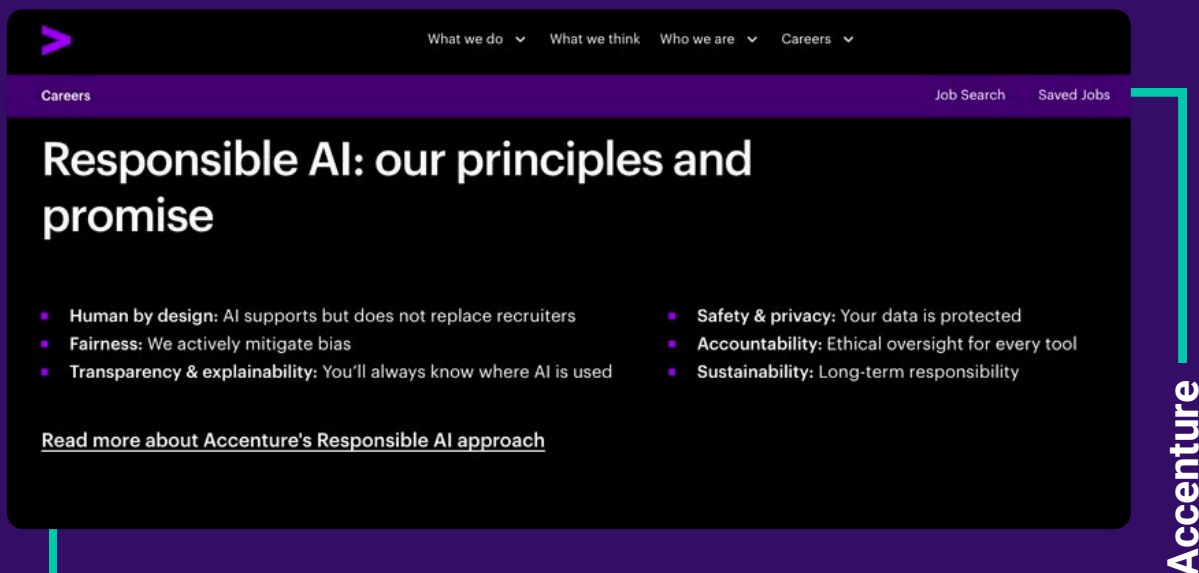 What we do What we think Who we are Careers
Careers Job Search Saved Jobs
Responsible AI: our principles and
promise
Human by design: AI supports but does not replace recruiters
Fairness: We actively mitigate bias
Transparency & explainability: You’ll always know where AI is used
Safety & privacy: Your data is protected
Accountability: Ethical oversight for every tool
Sustainability: Long-term responsibility
Read more about Accenture's Responsible AI approach
Accenture